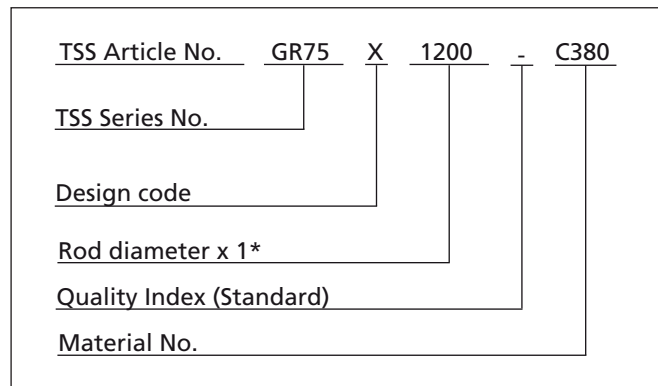 TSS Article No. GR75 X 1200 - C380
TSS Series No.
Design code
Rod diameter x 1*
Quality Index (Standard)
Material No.